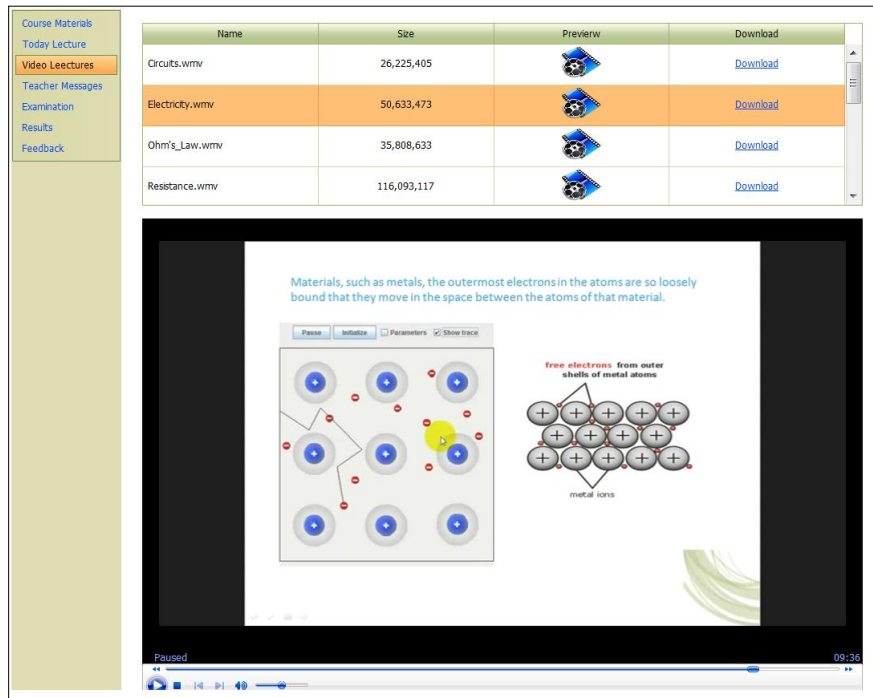 Course Materials
Today Lecture
Video Leectures
Teacher Messages
Examination
Results
Feedback
Name Size Previerw Download
Circuits.wmv 26,225,405 Download
Electricity.wmv 50,633,473 Download
Ohm's_Law.wmv 35,808,633 Download
Resistance.wmv 116,093,117 Download
Materials, such as metals, the outermost electrons in the atoms are so loosely
bound that they move in the space between the atoms of that material.
Pause Initialize Parameters Show trace
free electrons from outer
shells of metal atoms
metal ions
Paused 09:36